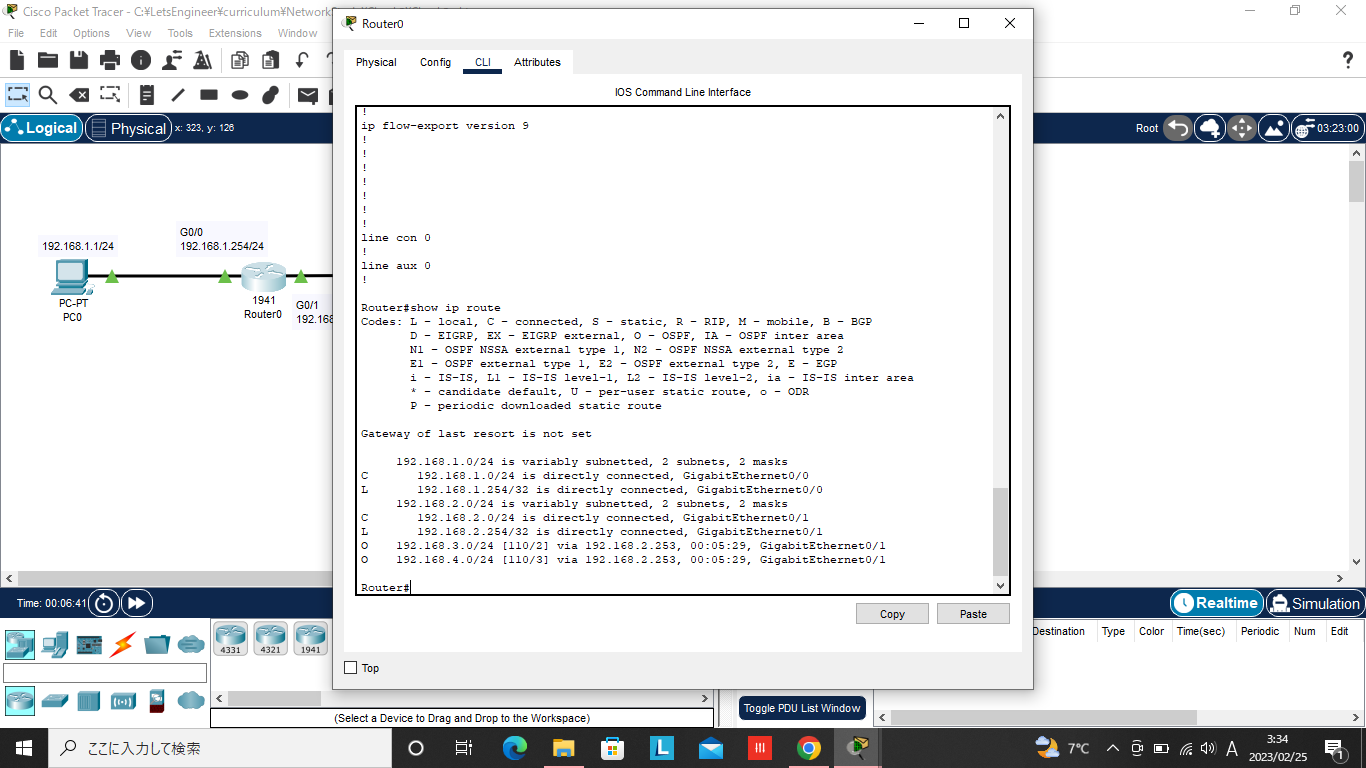 Cisco Packet Tracer - C:¥LetsEngineer¥curriculum¥Network
Router0
File Edit Options View Tools Extensions Window
Physical Config CLI Attributes
IOS Command Line Interface
Logical Physical x: 323, y: 126
Root 03:23:00
!
ip flow-export version 9
!
!
!
!
!
!
!
line con 0
!
line aux 0
!
Router#show ip route
Codes: L - local, C - connected, S - static, R - RIP, M - mobile, B - BGP
D - EIGRP, EX - EIGRP external, O - OSPF, IA - OSPF inter area
N1 - OSPF NSSA external type 1, N2 - OSPF NSSA external type 2
E1 - OSPF external type 1, E2 - OSPF external type 2, E - EGP
i - IS-IS, L1 - IS-IS level-1, L2 - IS-IS level-2, ia - IS-IS inter area
* - candidate default, U - per-user static route, o - ODR
P - periodic downloaded static route
Gateway of last resort is not set
192.168.1.0/24 is variably subnetted, 2 subnets, 2 masks
C 192.168.1.0/24 is directly connected, GigabitEthernet0/0
L 192.168.1.254/32 is directly connected, GigabitEthernet0/0
192.168.2.0/24 is variably subnetted, 2 subnets, 2 masks
C 192.168.2.0/24 is directly connected, GigabitEthernet0/1
L 192.168.2.254/32 is directly connected, GigabitEthernet0/1
O 192.168.3.0/24 [110/2] via 192.168.2.253, 00:05:29, GigabitEthernet0/1
O 192.168.4.0/24 [110/3] via 192.168.2.253, 00:05:29, GigabitEthernet0/1
Router#
Copy Paste
Top
G0/0
192.168.1.1/24 192.168.1.254/24
PC-PT
PC0
1941
Router0
G0/1
192.168
Time: 00:06:41
Realtime Simulation
4331 4321 1941
Destination Type Color Time(sec) Periodic Num Edit
(Select a Device to Drag and Drop to the Workspace)
Toggle PDU List Window
ここに入力して検索
L
7°C
A
3:34
2023/02/25
1